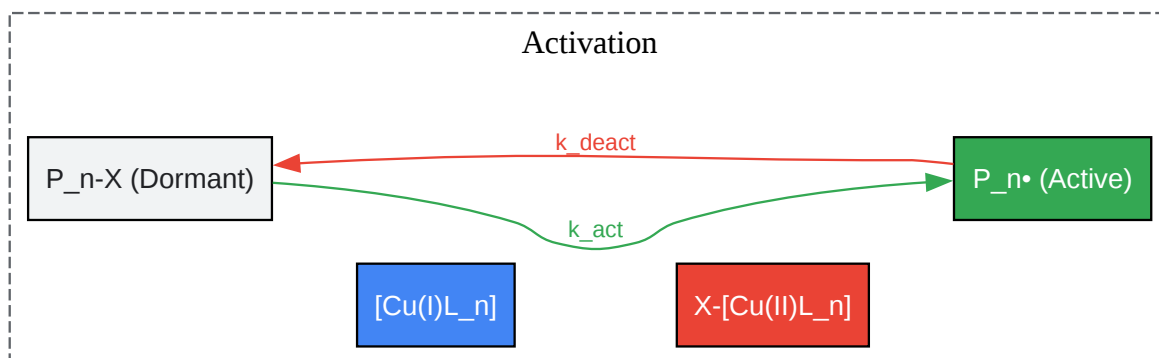 Activation
k_deact
P_n-X (Dormant)
P_n• (Active)
k_act
[Cu(I)L_n]
X-[Cu(II)L_n]